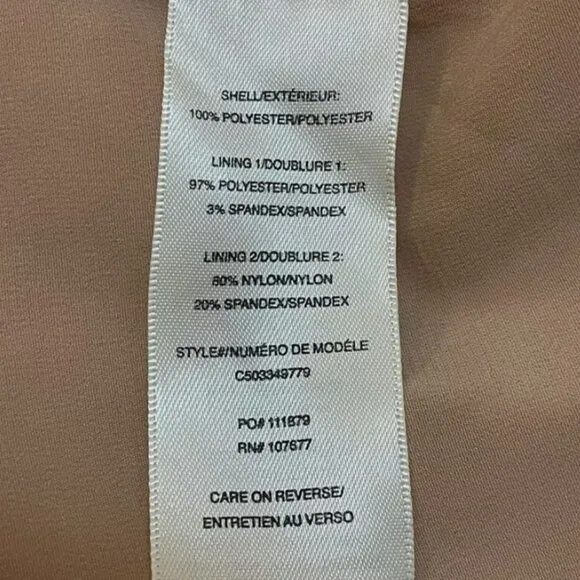 SHELL/EXTÉRIEUR:
100% POLYESTER/POLYESTER
LINING 1/DOUBLURE 1:
97% POLYESTER/POLYESTER
3% SPANDEX/SPANDEX
LINING 2/DOUBLURE 2:
80% NYLON/NYLON
20% SPANDEX/SPANDEX
STYLE#/NUMÉRO DE MODÉLE
C503349779
PO# 111879
RN# 107677
CARE ON REVERSE/
ENTRETIEN AU VERSO